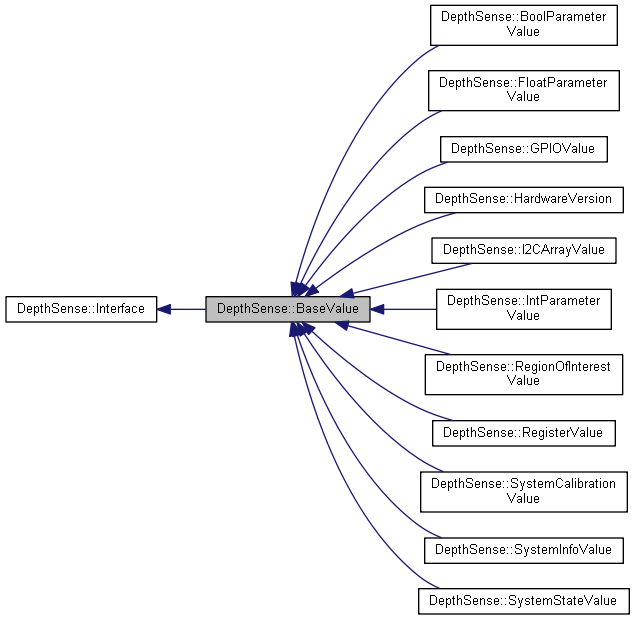 DepthSense::Interface
DepthSense::BaseValue
DepthSense::BoolParameter
Value
DepthSense::FloatParameter
Value
DepthSense::GPIOValue
DepthSense::HardwareVersion
DepthSense::I2CArrayValue
DepthSense::IntParameter
Value
DepthSense::RegionOfInterest
Value
DepthSense::RegisterValue
DepthSense::SystemCalibration
Value
DepthSense::SystemInfoValue
DepthSense::SystemStateValue